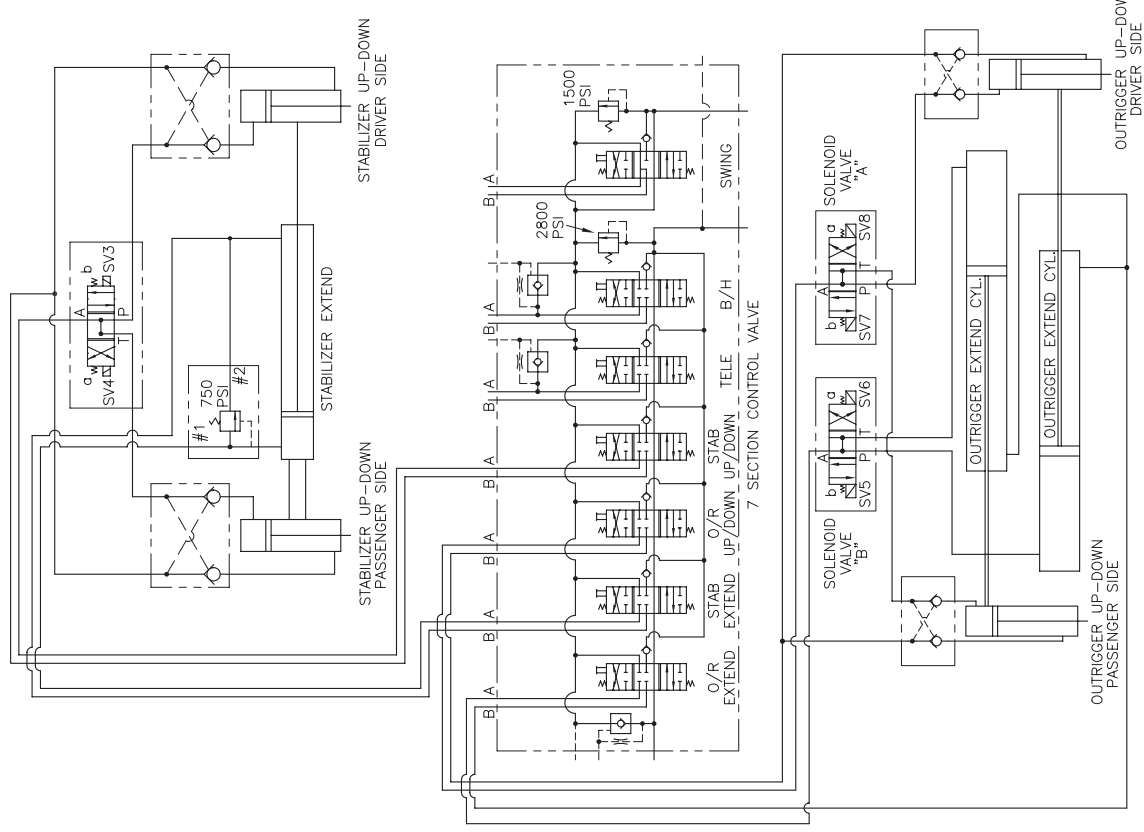 STABILIZER UP-DOWN
DRIVER SIDE
a
SV4
A
T
P
b
SV3
#1
750
PSI
#2
STABILIZER EXTEND
STABILIZER UP-DOWN
PASSENGER SIDE
B A
O/R
EXTEND
B A
STAB
EXTEND
B A
O/R
UP/DOWN
B A
STAB
UP/DOWN
B A
TELE
B A
B/H
2800
PSI
B A
SWING
1500
PSI
7 SECTION CONTROL VALVE
SOLENOID
VALVE
"B"
b
SV5
A
P
T
a
SV6
SOLENOID
VALVE
"A"
b
SV7
A
P
T
a
SV8
OUTRIGGER EXTEND CYL.
OUTRIGGER EXTEND CYL.
OUTRIGGER UP-DOWN
PASSENGER SIDE
OUTRIGGER UP-DOW
DRIVER SIDE